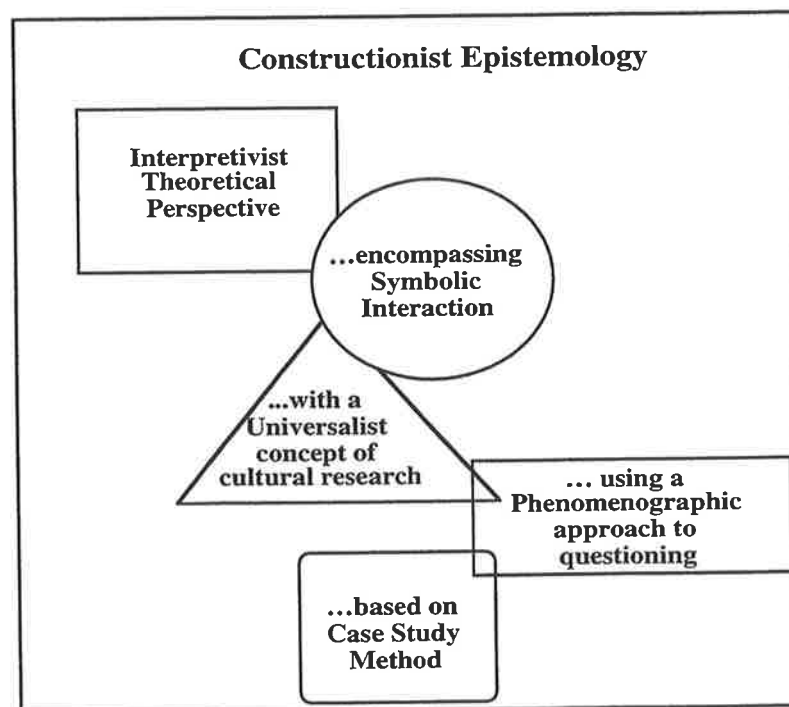 Constructionist Epistemology
Interpretivist
Theoretical
Perspective
...encompassing
Symbolic
Interaction
...with a
Universalist
concept of
cultural research
... using a
Phenomenographic
approach to
questioning
...based on
Case Study
Method